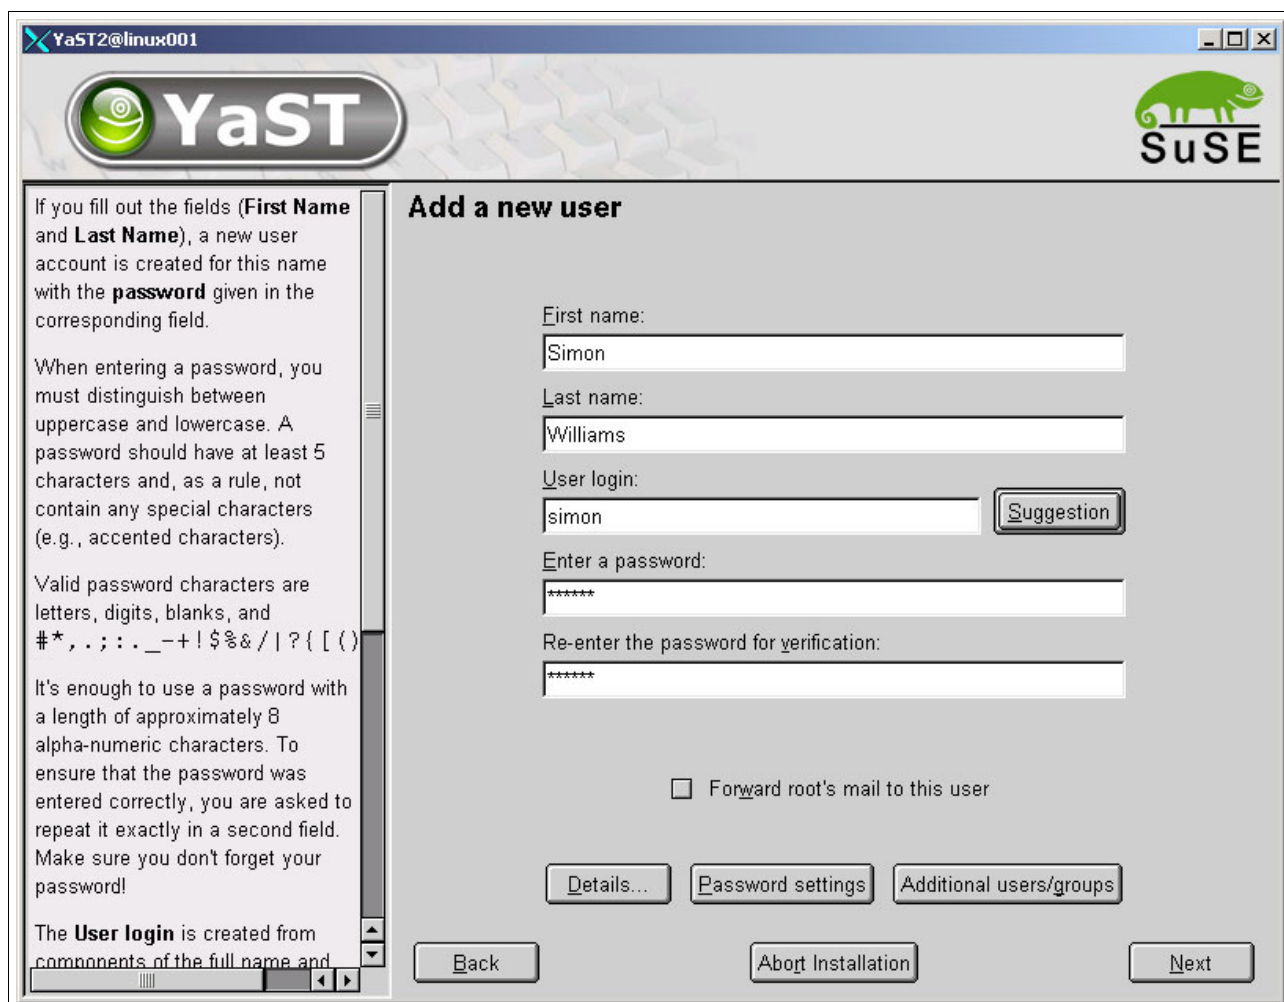 YaST2@linux001
YaST
SuSE
If you fill out the fields (First Name
and Last Name), a new user
account is created for this name
with the password given in the
corresponding field.
When entering a password, you
must distinguish between
uppercase and lowercase. A
password should have at least 5
characters and, as a rule, not
contain any special characters
(e.g., accented characters).
Valid password characters are
letters, digits, blanks, and
#*,.;:._-+!$%&/|?{[()
It's enough to use a password with
a length of approximately 8
alpha-numeric characters. To
ensure that the password was
entered correctly, you are asked to
repeat it exactly in a second field.
Make sure you don't forget your
password!
The User login is created from
components of the full name and
Add a new user
First name:
Simon
Last name:
Williams
User login:
simon
Suggestion
Enter a password:
******
Re-enter the password for verification:
******
Forward root's mail to this user
Details...
Password settings
Additional users/groups
Back
Abort Installation
Next